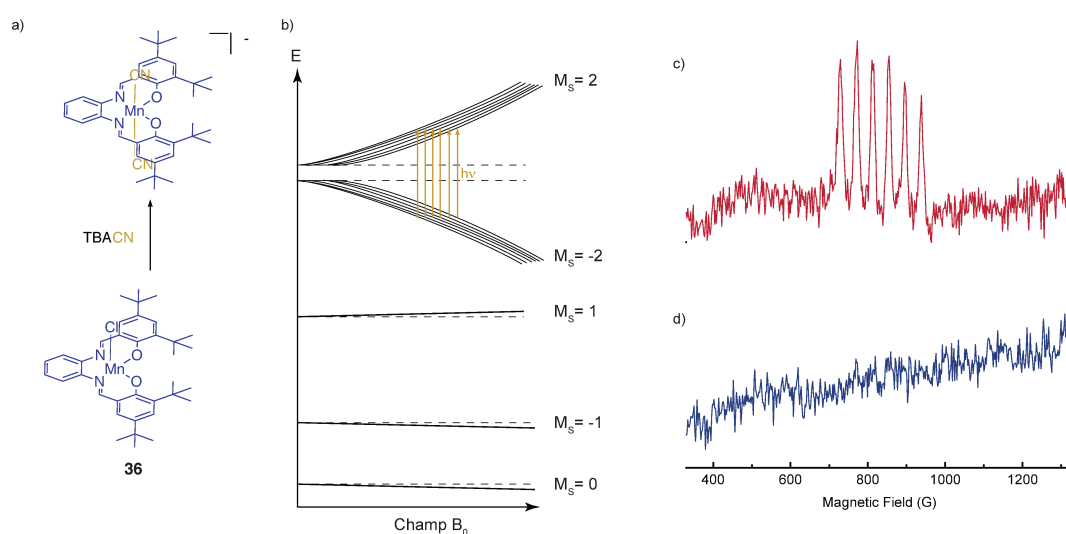 a)
-
CN
N
N
Mn
O
O
CN
TBACN
Cl
N
N
Mn
O
O
36
b)
E
hν
M_S= 2
M_S= -2
M_S= 1
M_S= -1
M_S= 0
Champ B_0
c)
d)
400 600 800 1000 1200
Magnetic Field (G)